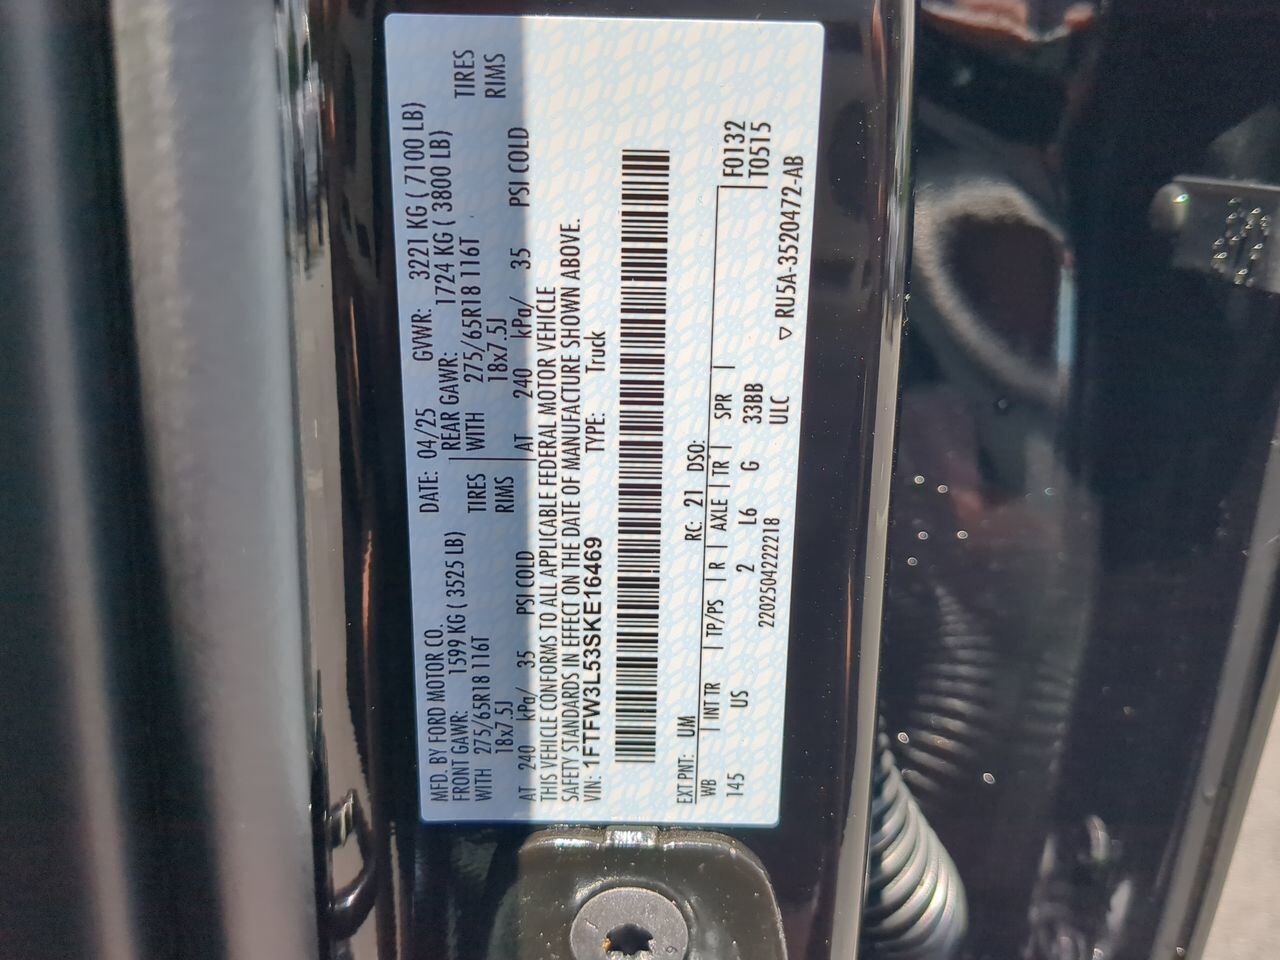 MFD. BY FORD MOTOR CO. DATE: 04/25 GVWR: 3221 KG ( 7100 LB)
FRONT GAWR: 1599 KG ( 3525 LB) REAR GAWR: 1724 KG ( 3800 LB)
WITH 275/65R18 116T TIRES WITH 275/65R18 116T TIRES
18x7.5J RIMS 18x7.5J RIMS
AT 240 kPa/ 35 PSI COLD AT 240 kPa/ 35 PSI COLD
THIS VEHICLE CONFORMS TO ALL APPLICABLE FEDERAL MOTOR VEHICLE
SAFETY STANDARDS IN EFFECT ON THE DATE OF MANUFACTURE SHOWN ABOVE.
VIN: 1FTFW3L53SKE16469 TYPE: Truck
EXT PNT: UM RC: 21 DSO:
WB INT TR TP/PS R AXLE TR SPR F0132
145 US 2 L6 G 33BB T0515
2202504222218 ULC ▽ RU5A-3520472-AB